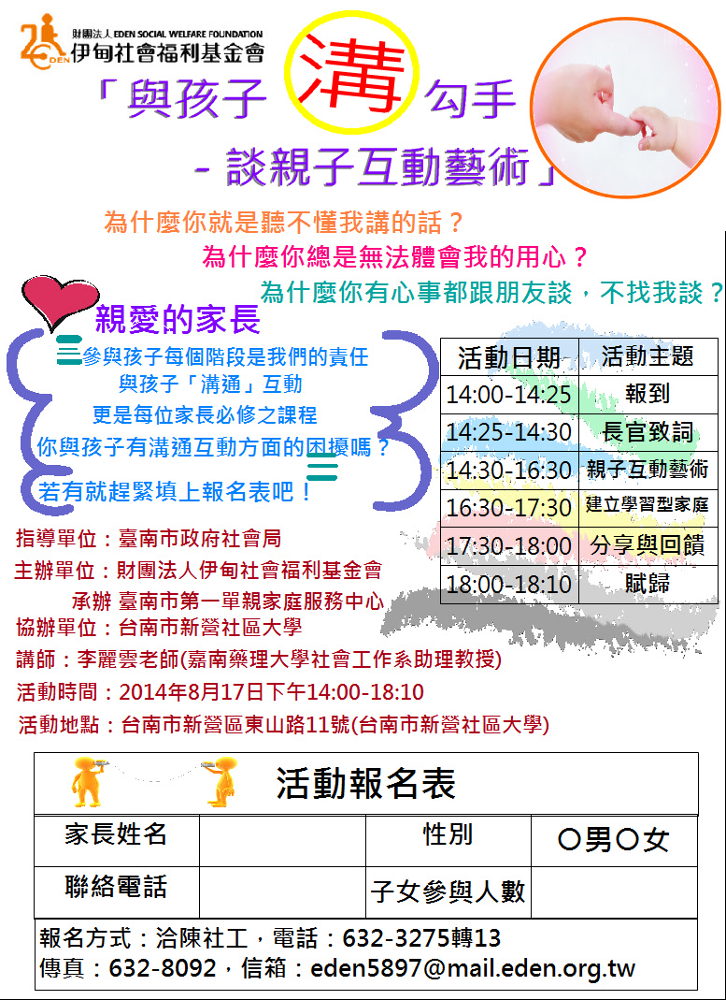 財團法人 EDEN SOCIAL WELFARE FOUNDATION
伊甸社會福利基金會
EDEN
「與孩子 溝 勾手
- 談親子互動藝術」
為什麼你就是聽不懂我講的話？
為什麼你總是無法體會我的用心？
為什麼你有心事都跟朋友談，不找我談？
親愛的家長
參與孩子每個階段是我們的責任
與孩子「溝通」互動
更是每位家長必修之課程
你與孩子有溝通互動方面的困擾嗎？
若有就趕緊填上報名表吧！
活動日期 活動主題
14:00-14:25 報到
14:25-14:30 長官致詞
14:30-16:30 親子互動藝術
16:30-17:30 建立學習型家庭
17:30-18:00 分享與回饋
18:00-18:10 賦歸
指導單位：臺南市政府社會局
主辦單位：財團法人伊甸社會福利基金會
承辦 臺南市第一單親家庭服務中心
協辦單位：台南市新營社區大學
講師：李麗雲老師(嘉南藥理大學社會工作系助理教授)
活動時間：2014年8月17日下午14:00-18:10
活動地點：台南市新營區東山路11號(台南市新營社區大學)
活動報名表
家長姓名 性別 〇男〇女
聯絡電話 子女參與人數
報名方式：洽陳社工，電話：632-3275轉13
傳真：632-8092，信箱：eden5897@mail.eden.org.tw